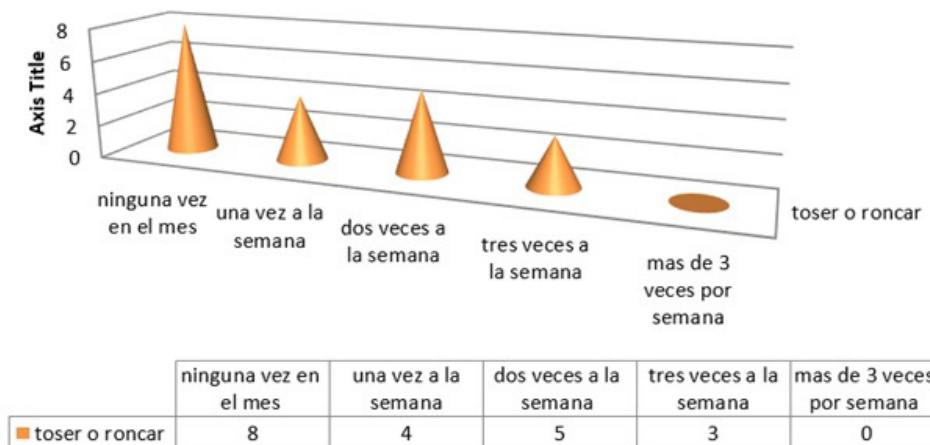 8
6
4
2
0
Axis Title
ninguna vez
en el mes
una vez a la
semana
dos veces a
la semana
tres veces a
la semana
mas de 3
veces por
semana
toser o roncar
ninguna vez en
el mes
una vez a la
semana
dos veces a la
semana
tres veces a la
semana
mas de 3 veces
por semana
toser o roncar 8 4 5 3 0